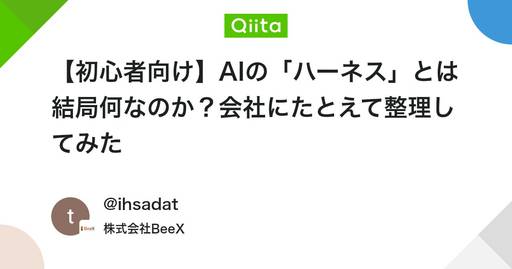 Qiita
【初心者向け】AIの「ハーネス」とは
結局何なのか？会社にたとえて整理し
てみた
t
@ihsadat
BeeX
株式会社BeeX